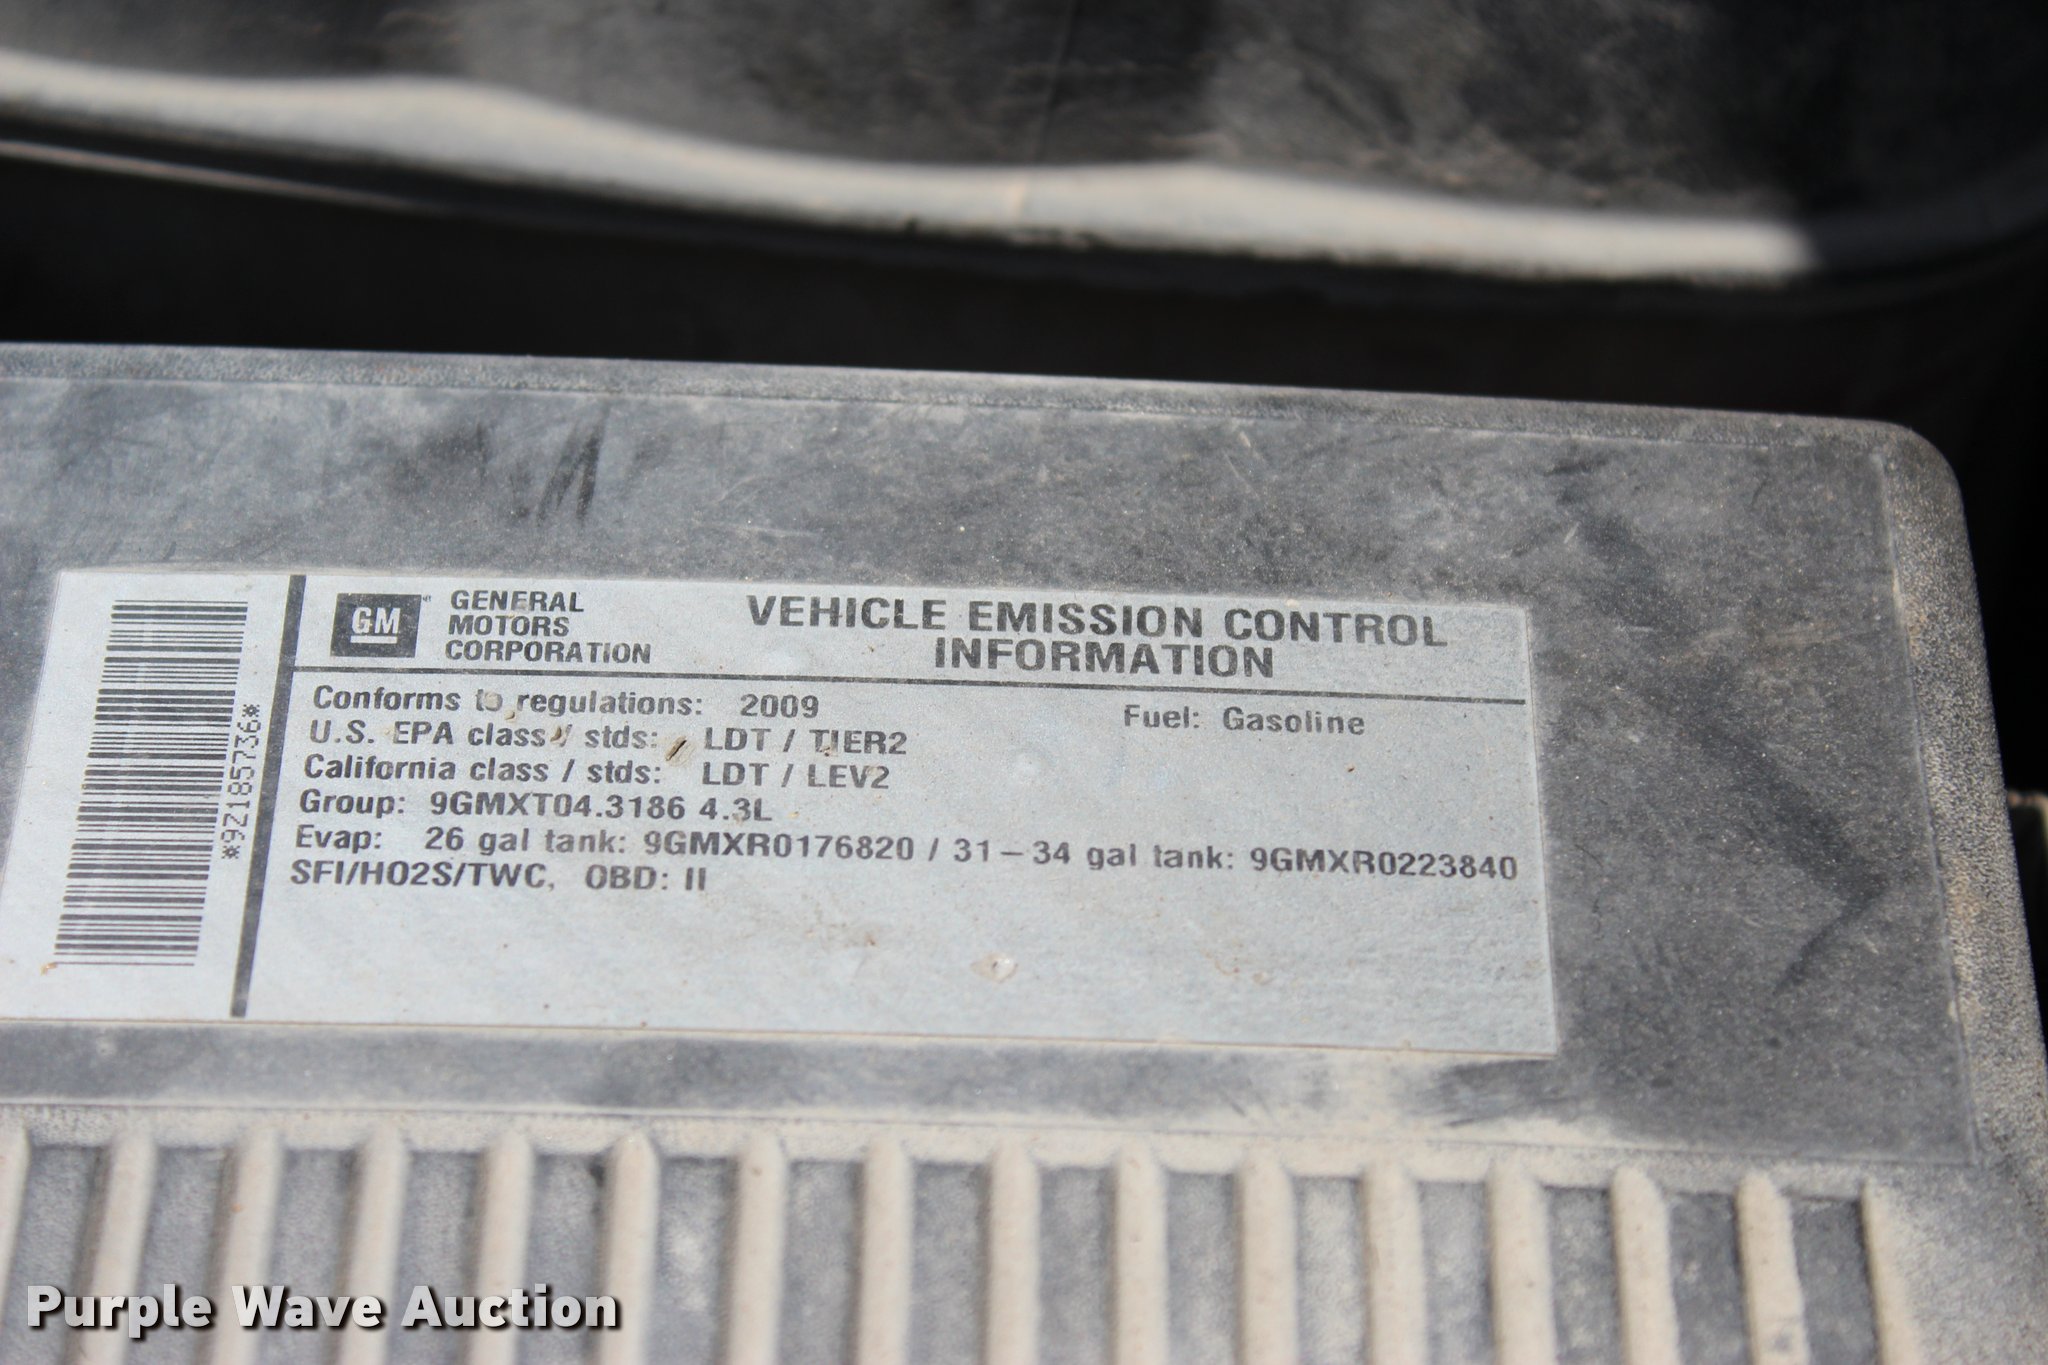 GM
GENERAL
MOTORS
CORPORATION
VEHICLE EMISSION CONTROL
INFORMATION
Conforms to regulations: 2009
Fuel: Gasoline
U.S. EPA class / stds: LDT / TIER2
California class / stds: LDT / LEV2
Group: 9GMXT04.3186 4.3L
Evap: 26 gal tank: 9GMXR0176820 / 31-34 gal tank: 9GMXR0223840
SFI/HO2S/TWC, OBD: II
*9Z185736*
Purple Wave Auction